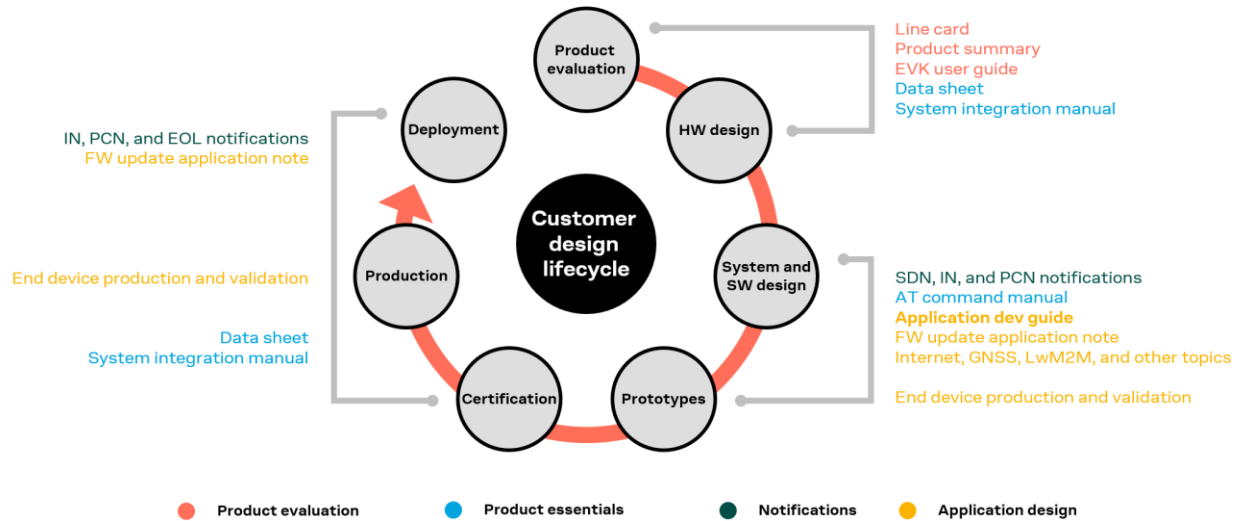 Product
evaluation
Line card
Product summary
EVK user guide
Data sheet
System integration manual
HW design
Deployment
IN, PCN, and EOL notifications
FW update application note
Customer
design
lifecycle
System and
SW design
SDN, IN, and PCN notifications
AT command manual
Application dev guide
FW update application note
Internet, GNSS, LwM2M, and other topics
End device production and validation
Production
End device production and validation
Data sheet
System integration manual
Certification
Prototypes
Product evaluation
Product essentials
Notifications
Application design